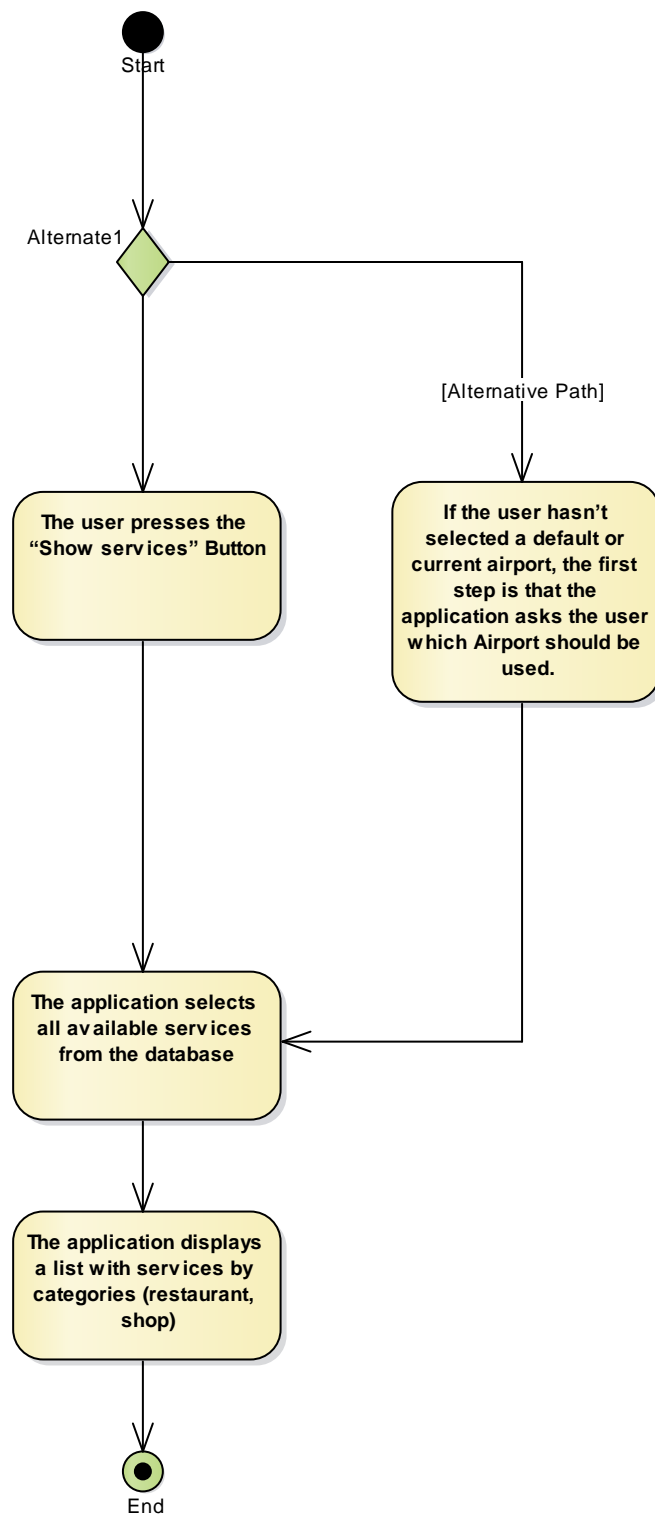 Start
Alternate1
[Alternative Path]
The user presses the
“Show services” Button
If the user hasn’t
selected a default or
current airport, the first
step is that the
application asks the user
which Airport should be
used.
The application selects
all available services
from the database
The application displays
a list with services by
categories (restaurant,
shop)
End